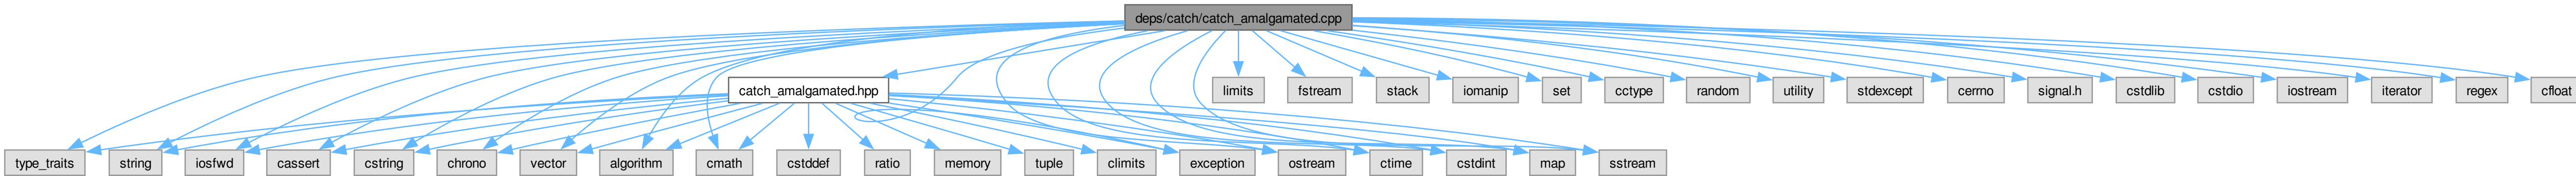 deps/catch/catch_amalgamated.cpp
catch_amalgamated.hpp
limits
fstream
stack
iomanip
set
cctype
random
utility
stdexcept
cerrno
signal.h
cstdlib
cstdio
iostream
iterator
regex
cfloat
type_traits
string
iosfwd
cassert
cstring
chrono
vector
algorithm
cmath
cstddef
ratio
memory
tuple
climits
exception
ostream
ctime
cstdint
map
sstream